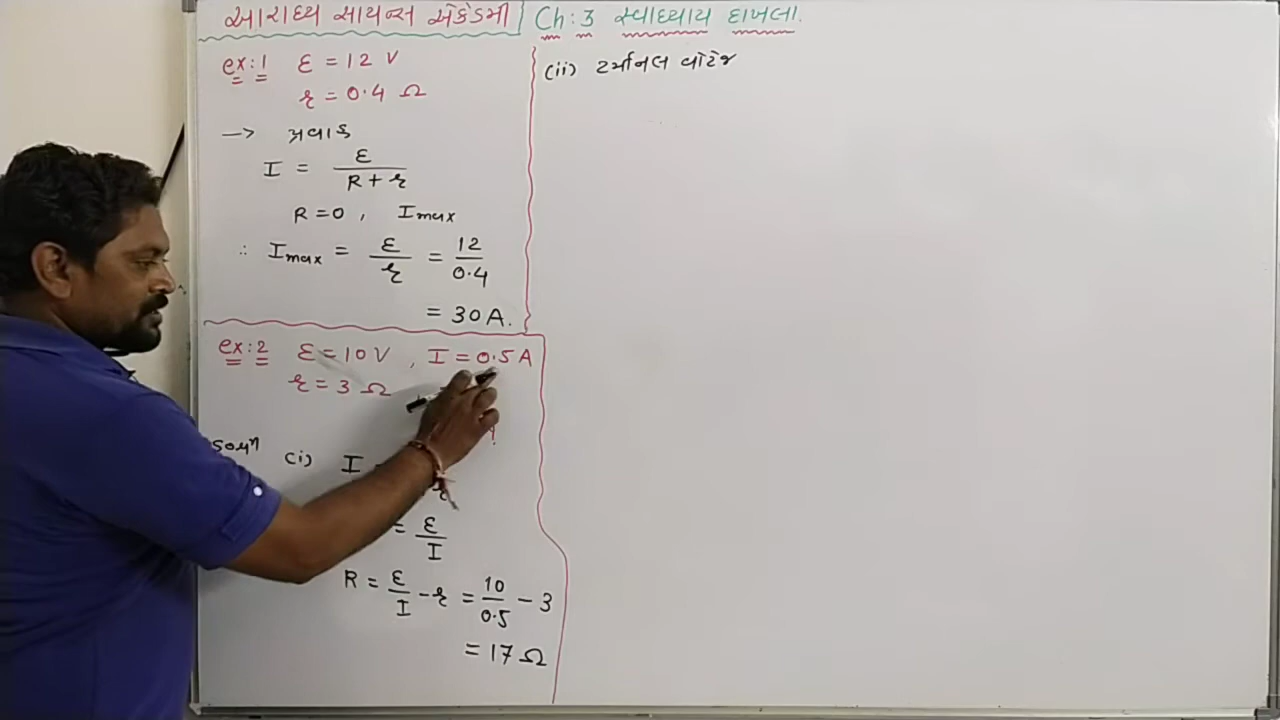 આરાધ્ય સાયન્સ એકેડમી
Ch: 3 સ્વાધ્યાય દાખલા.
ex:1 ε = 12 V
r = 0.4 Ω
→ પ્રવાહ
I = ε / (R + r)
R = 0 , Imax
∴ Imax = ε / r = 12 / 0.4
= 30 A.
ex:2 ε = 10 V , I = 0.5 A
r = 3 Ω
?
Soluⁿ (i) I =
= ε / I
R = ε / I - r = 10 / 0.5 - 3
= 17 Ω
(ii) ટર્મીનલ વૉટેજ